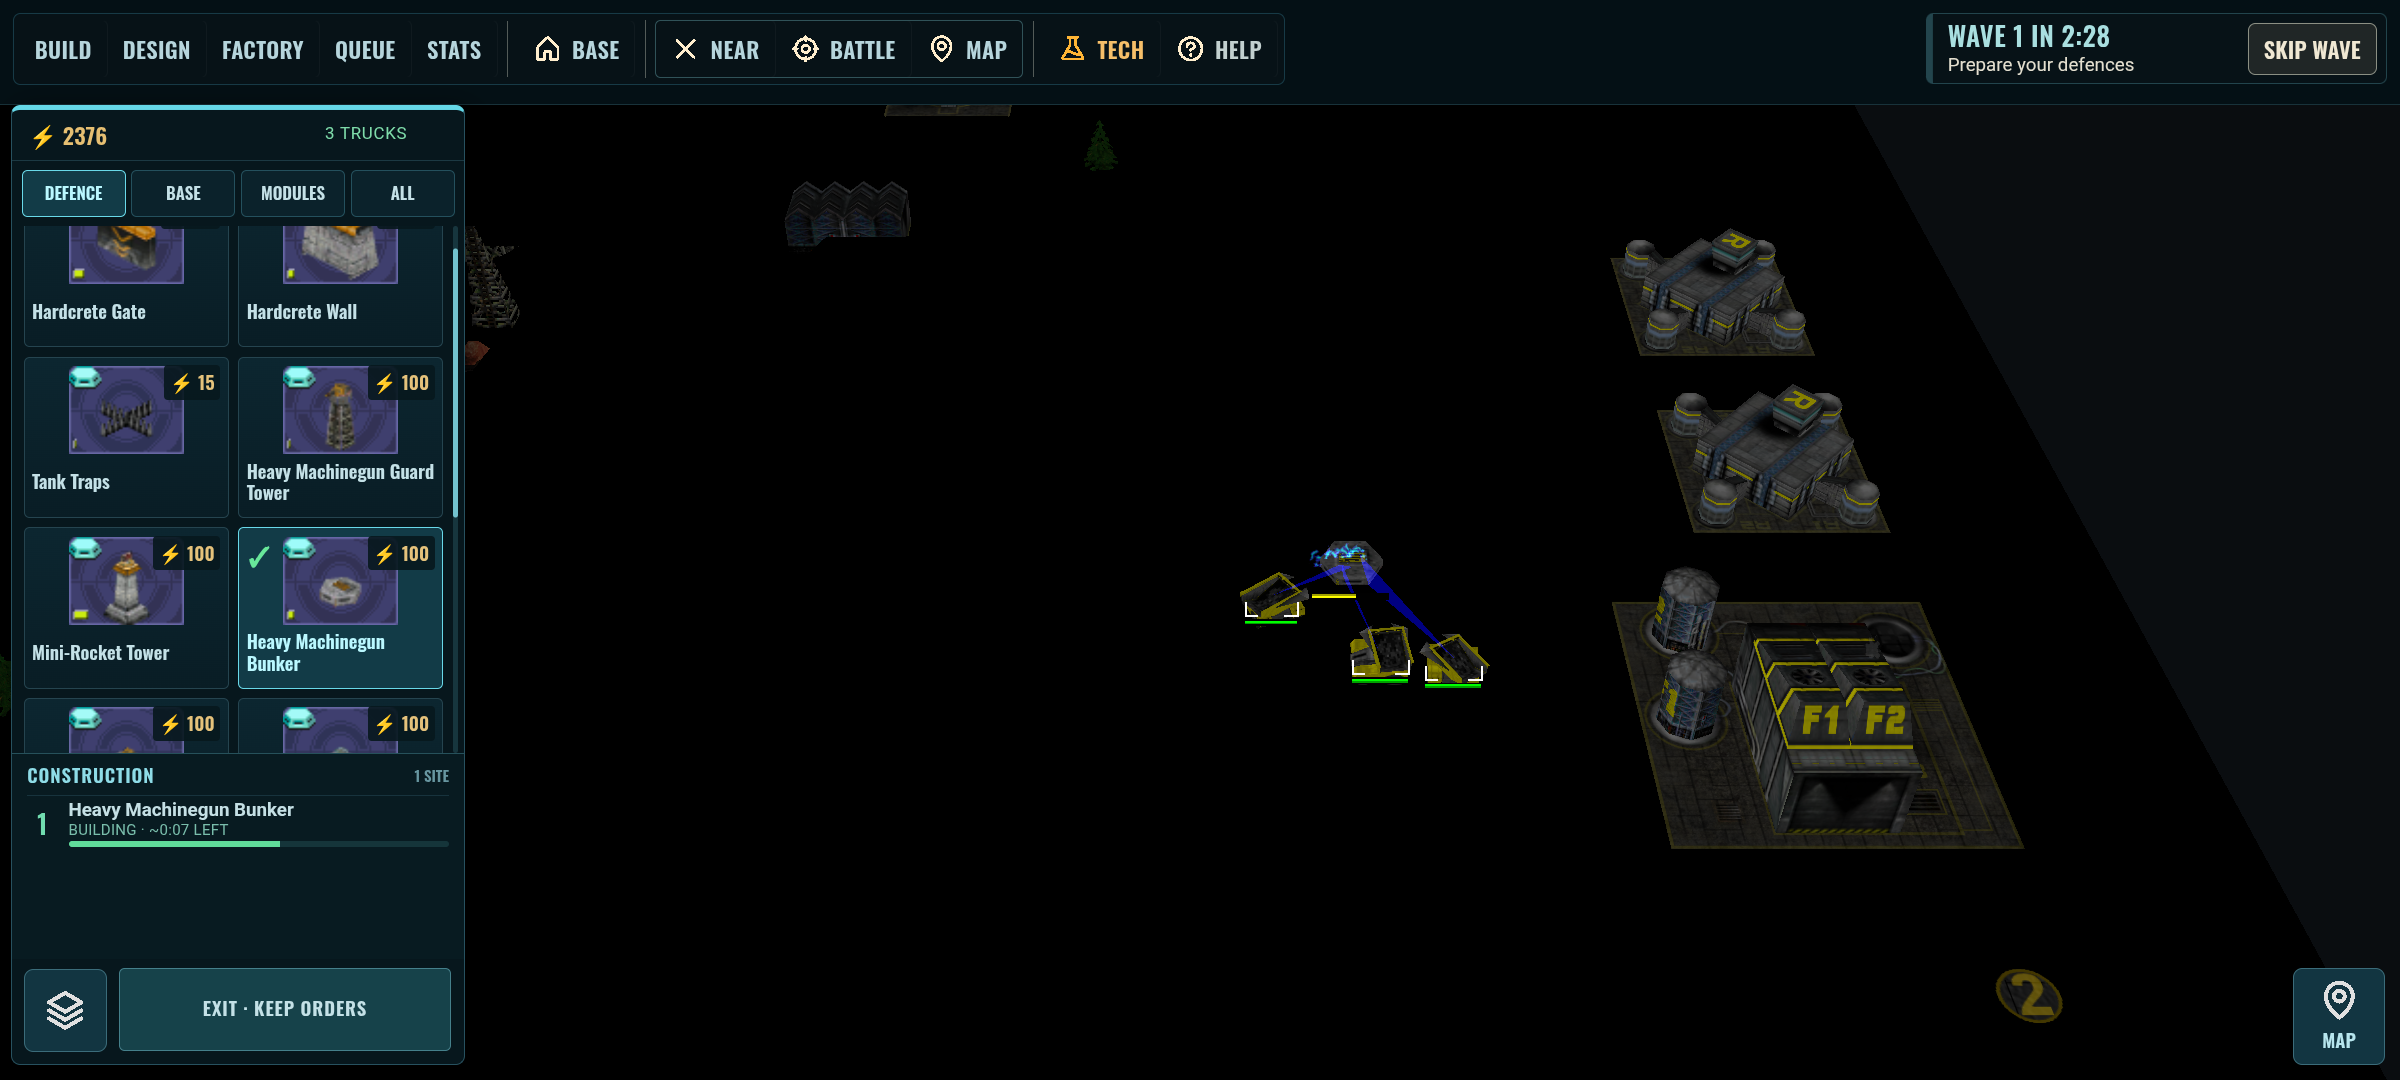 BUILD
DESIGN
FACTORY
QUEUE
STATS
BASE
NEAR
BATTLE
MAP
TECH
HELP
WAVE 1 IN 2:28
Prepare your defences
SKIP WAVE
2376
3 TRUCKS
DEFENCE
BASE
MODULES
ALL
Hardcrete Gate
Hardcrete Wall
15
Tank Traps
100
Heavy Machinegun Guard
Tower
100
Mini-Rocket Tower
100
Heavy Machinegun
Bunker
100
100
CONSTRUCTION
1 SITE
1
Heavy Machinegun Bunker
BUILDING · ~0:07 LEFT
EXIT · KEEP ORDERS
R
R
2
1
F1 F2
2
MAP